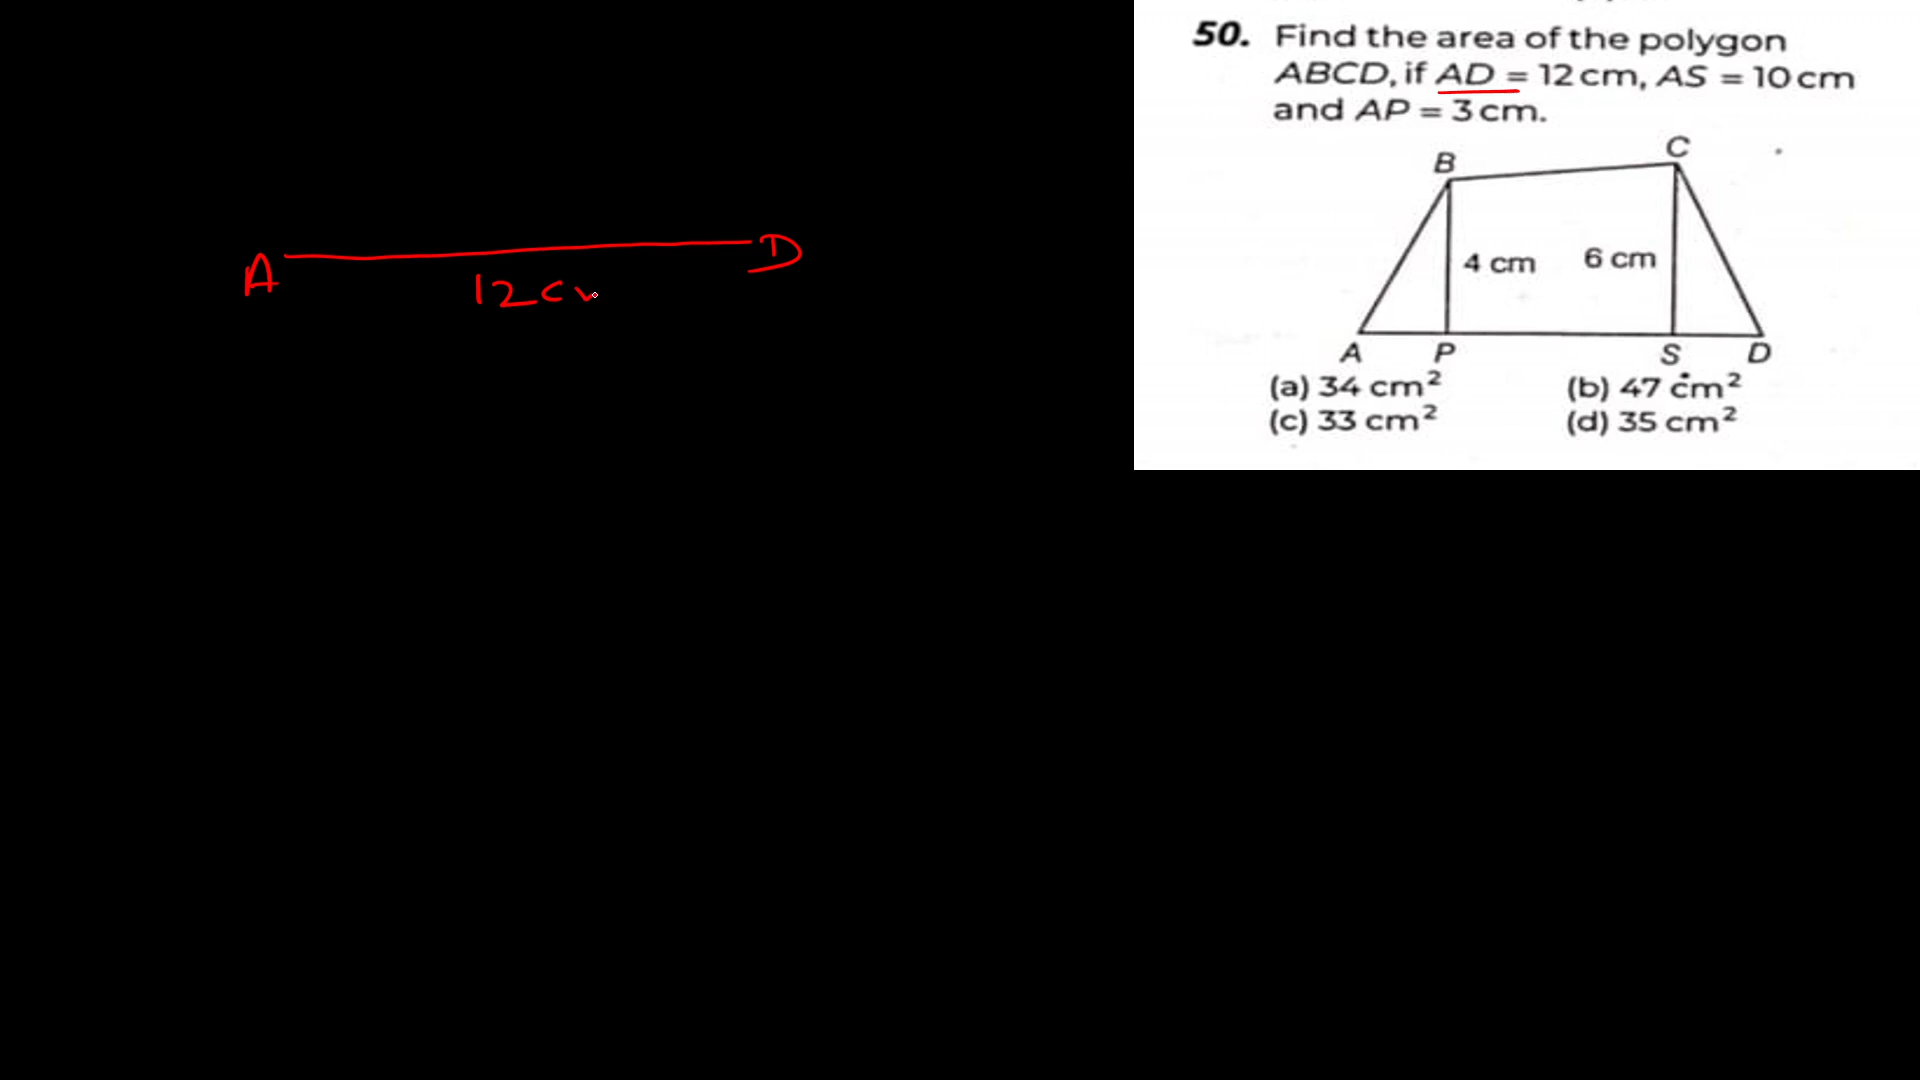 50. Find the area of the polygon
ABCD, if AD = 12 cm, AS = 10 cm
and AP = 3 cm.
B
C
4 cm
6 cm
A
P
S
D
(a) 34 cm²
(b) 47 cm²
(c) 33 cm²
(d) 35 cm²
A
D
12 c